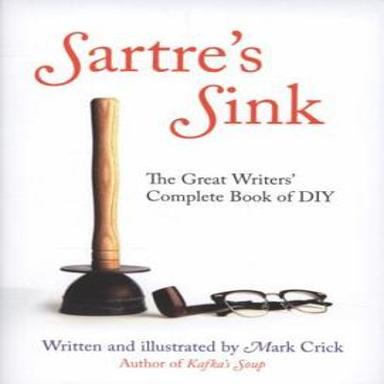 Sartre's
Sink
The Great Writers'
Complete Book of DIY
Written and illustrated by Mark Crick
Author of Kafka's Soup